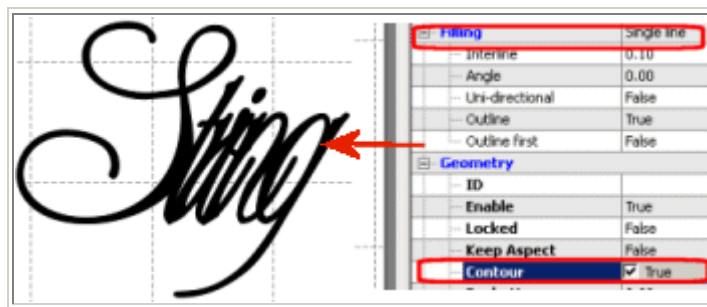 String
Filling Single line
Interline 0.10
Angle 0.00
Uni-directional False
Outline True
Outline first False
Geometry
ID
Enable True
Locked False
Keep Aspect False
Contour True